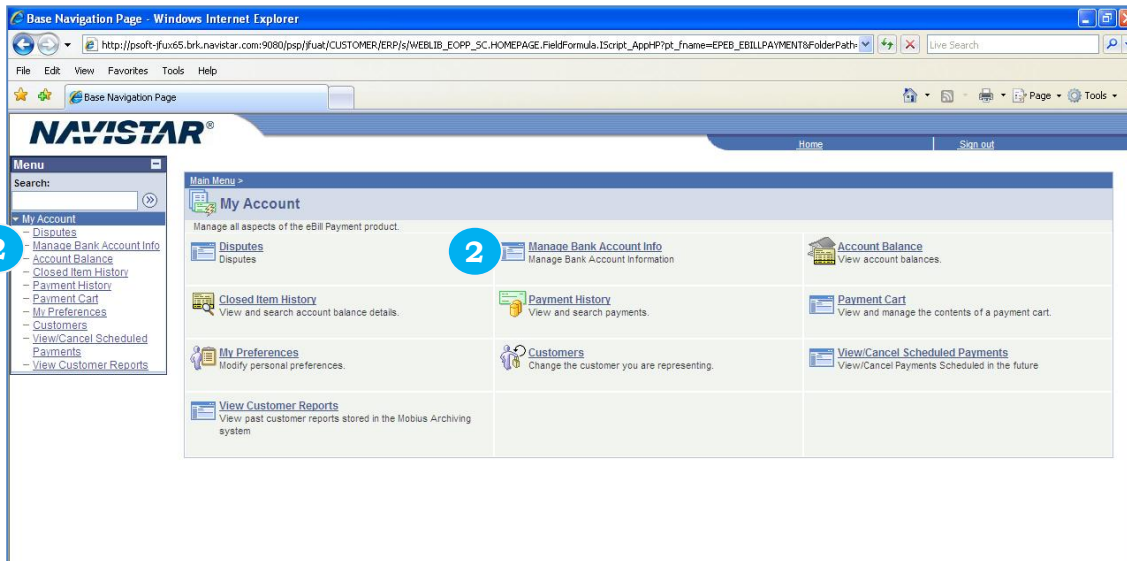 Base Navigation Page - Windows Internet Explorer
http://psoft-jfux65.brk.navistar.com:9080/psp/jfuat/CUSTOMER/ERP/s/WEBLIB_EOPP_SC.HOMEPAGE.FieldFormula.IScript_AppHP?pt_fname=EPEB_EBILLPAYMENT&FolderPath=
Live Search
File Edit View Favorites Tools Help
Base Navigation Page
Page Tools
NAVISTAR®
Home Sign out
Menu
Search:
My Account
Disputes
Manage Bank Account Info
Account Balance
Closed Item History
Payment History
Payment Cart
My Preferences
Customers
View/Cancel Scheduled
Payments
View Customer Reports
2
Main Menu >
My Account
Manage all aspects of the eBill Payment product.
Disputes
Disputes
2
Manage Bank Account Info
Manage Bank Account Information
Account Balance
View account balances.
Closed Item History
View and search account balance details.
Payment History
View and search payments.
Payment Cart
View and manage the contents of a payment cart.
My Preferences
Modify personal preferences.
Customers
Change the customer you are representing.
View/Cancel Scheduled Payments
View/Cancel Payments Scheduled in the future
View Customer Reports
View past customer reports stored in the Mobius Archiving
system